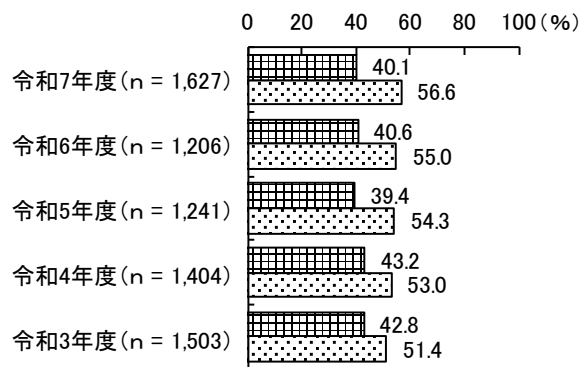 0 20 40 60 80 100(%)
令和7年度(n = 1,627) 40.1
56.6
令和6年度(n = 1,206) 40.6
55.0
令和5年度(n = 1,241) 39.4
54.3
令和4年度(n = 1,404) 43.2
53.0
令和3年度(n = 1,503) 42.8
51.4